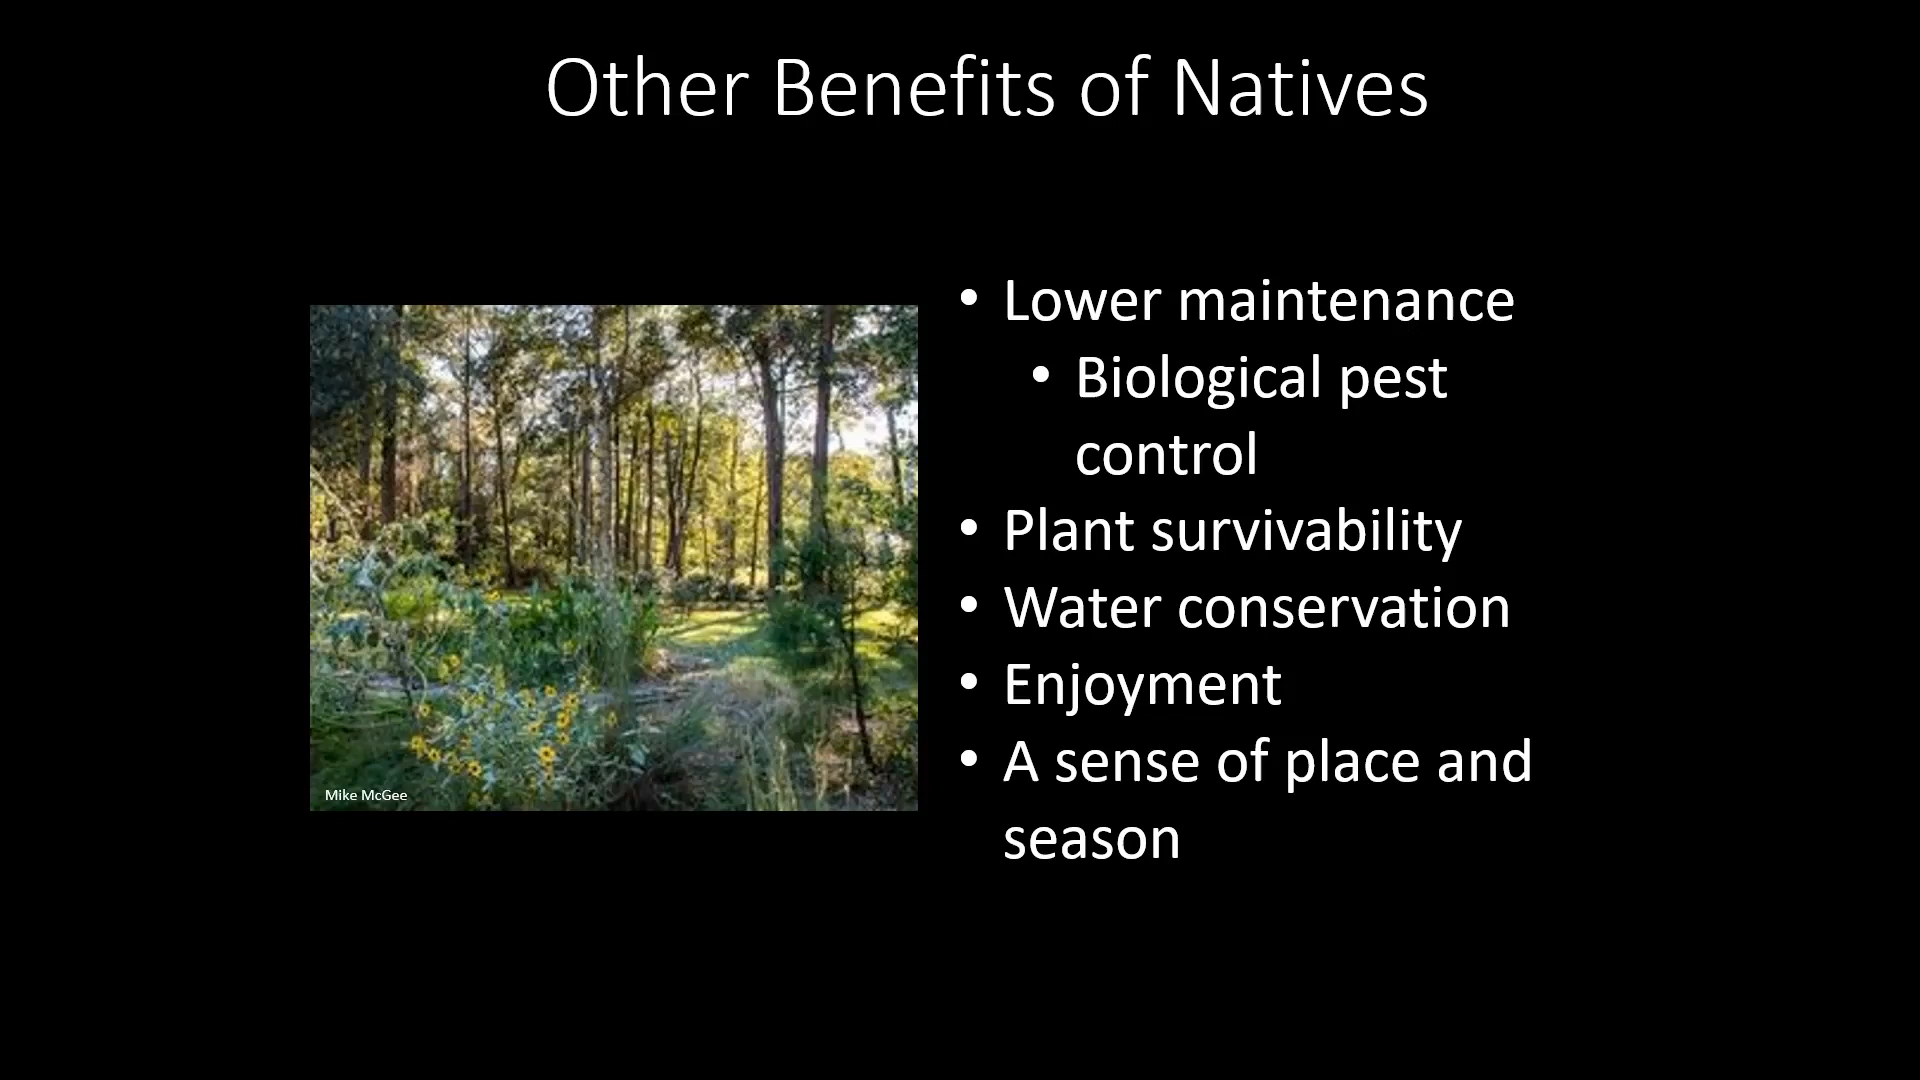 Other Benefits of Natives
• Lower maintenance
• Biological pest
control
• Plant survivability
• Water conservation
• Enjoyment
• A sense of place and
season
Mike McGee